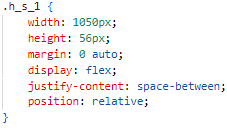 .h_s_1 {
    width: 1050px;
    height: 56px;
    margin: 0 auto;
    display: flex;
    justify-content: space-between;
    position: relative;
}